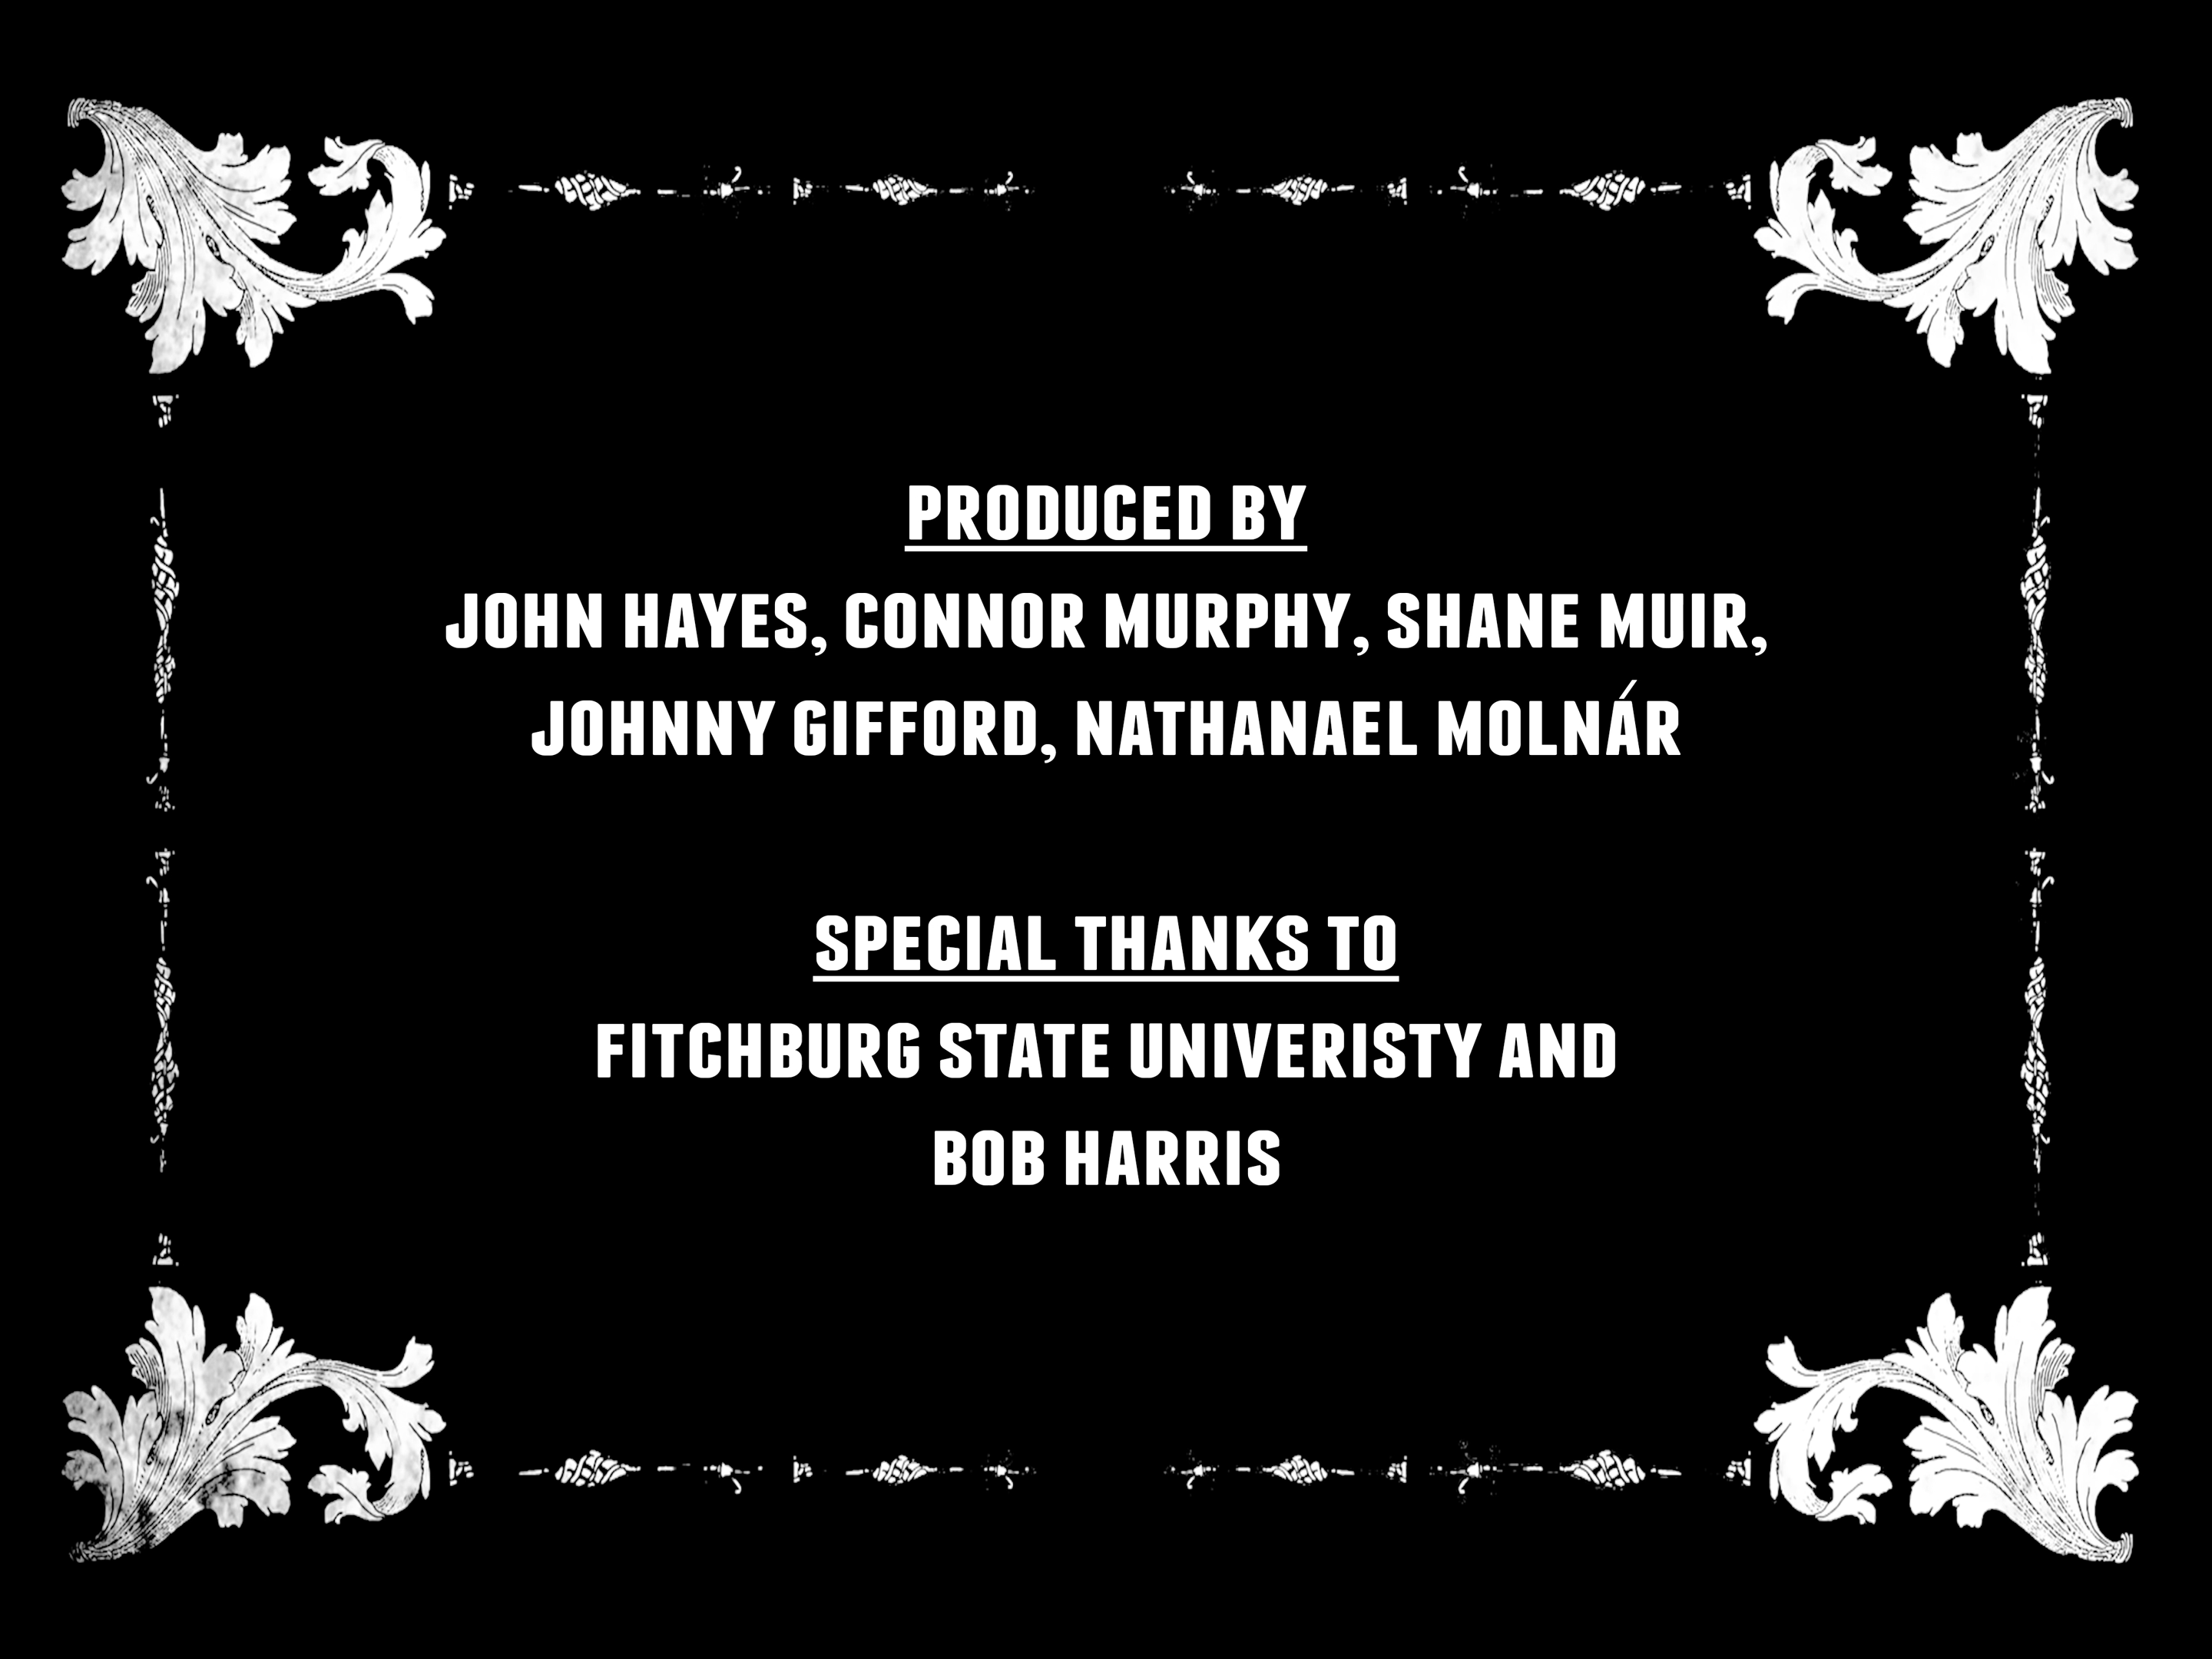 PRODUCED BY
JOHN HAYES, CONNOR MURPHY, SHANE MUIR,
JOHNNY GIFFORD, NATHANAEL MOLNÁR
SPECIAL THANKS TO
FITCHBURG STATE UNIVERISTY AND
BOB HARRIS